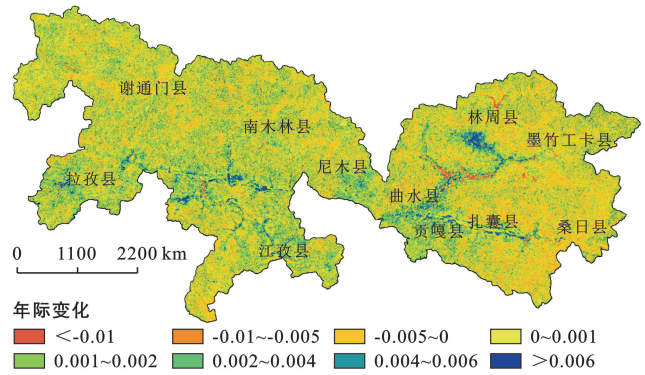 谢通门县
南木林县
拉孜县
尼木县
江孜县
林周县
墨竹工卡县
曲水县
贡嘎县
扎囊县
桑日县
0 1100 2200 km
年际变化
<-0.01 -0.01~-0.005 -0.005~0 0~0.001
0.001~0.002 0.002~0.004 0.004~0.006 >0.006